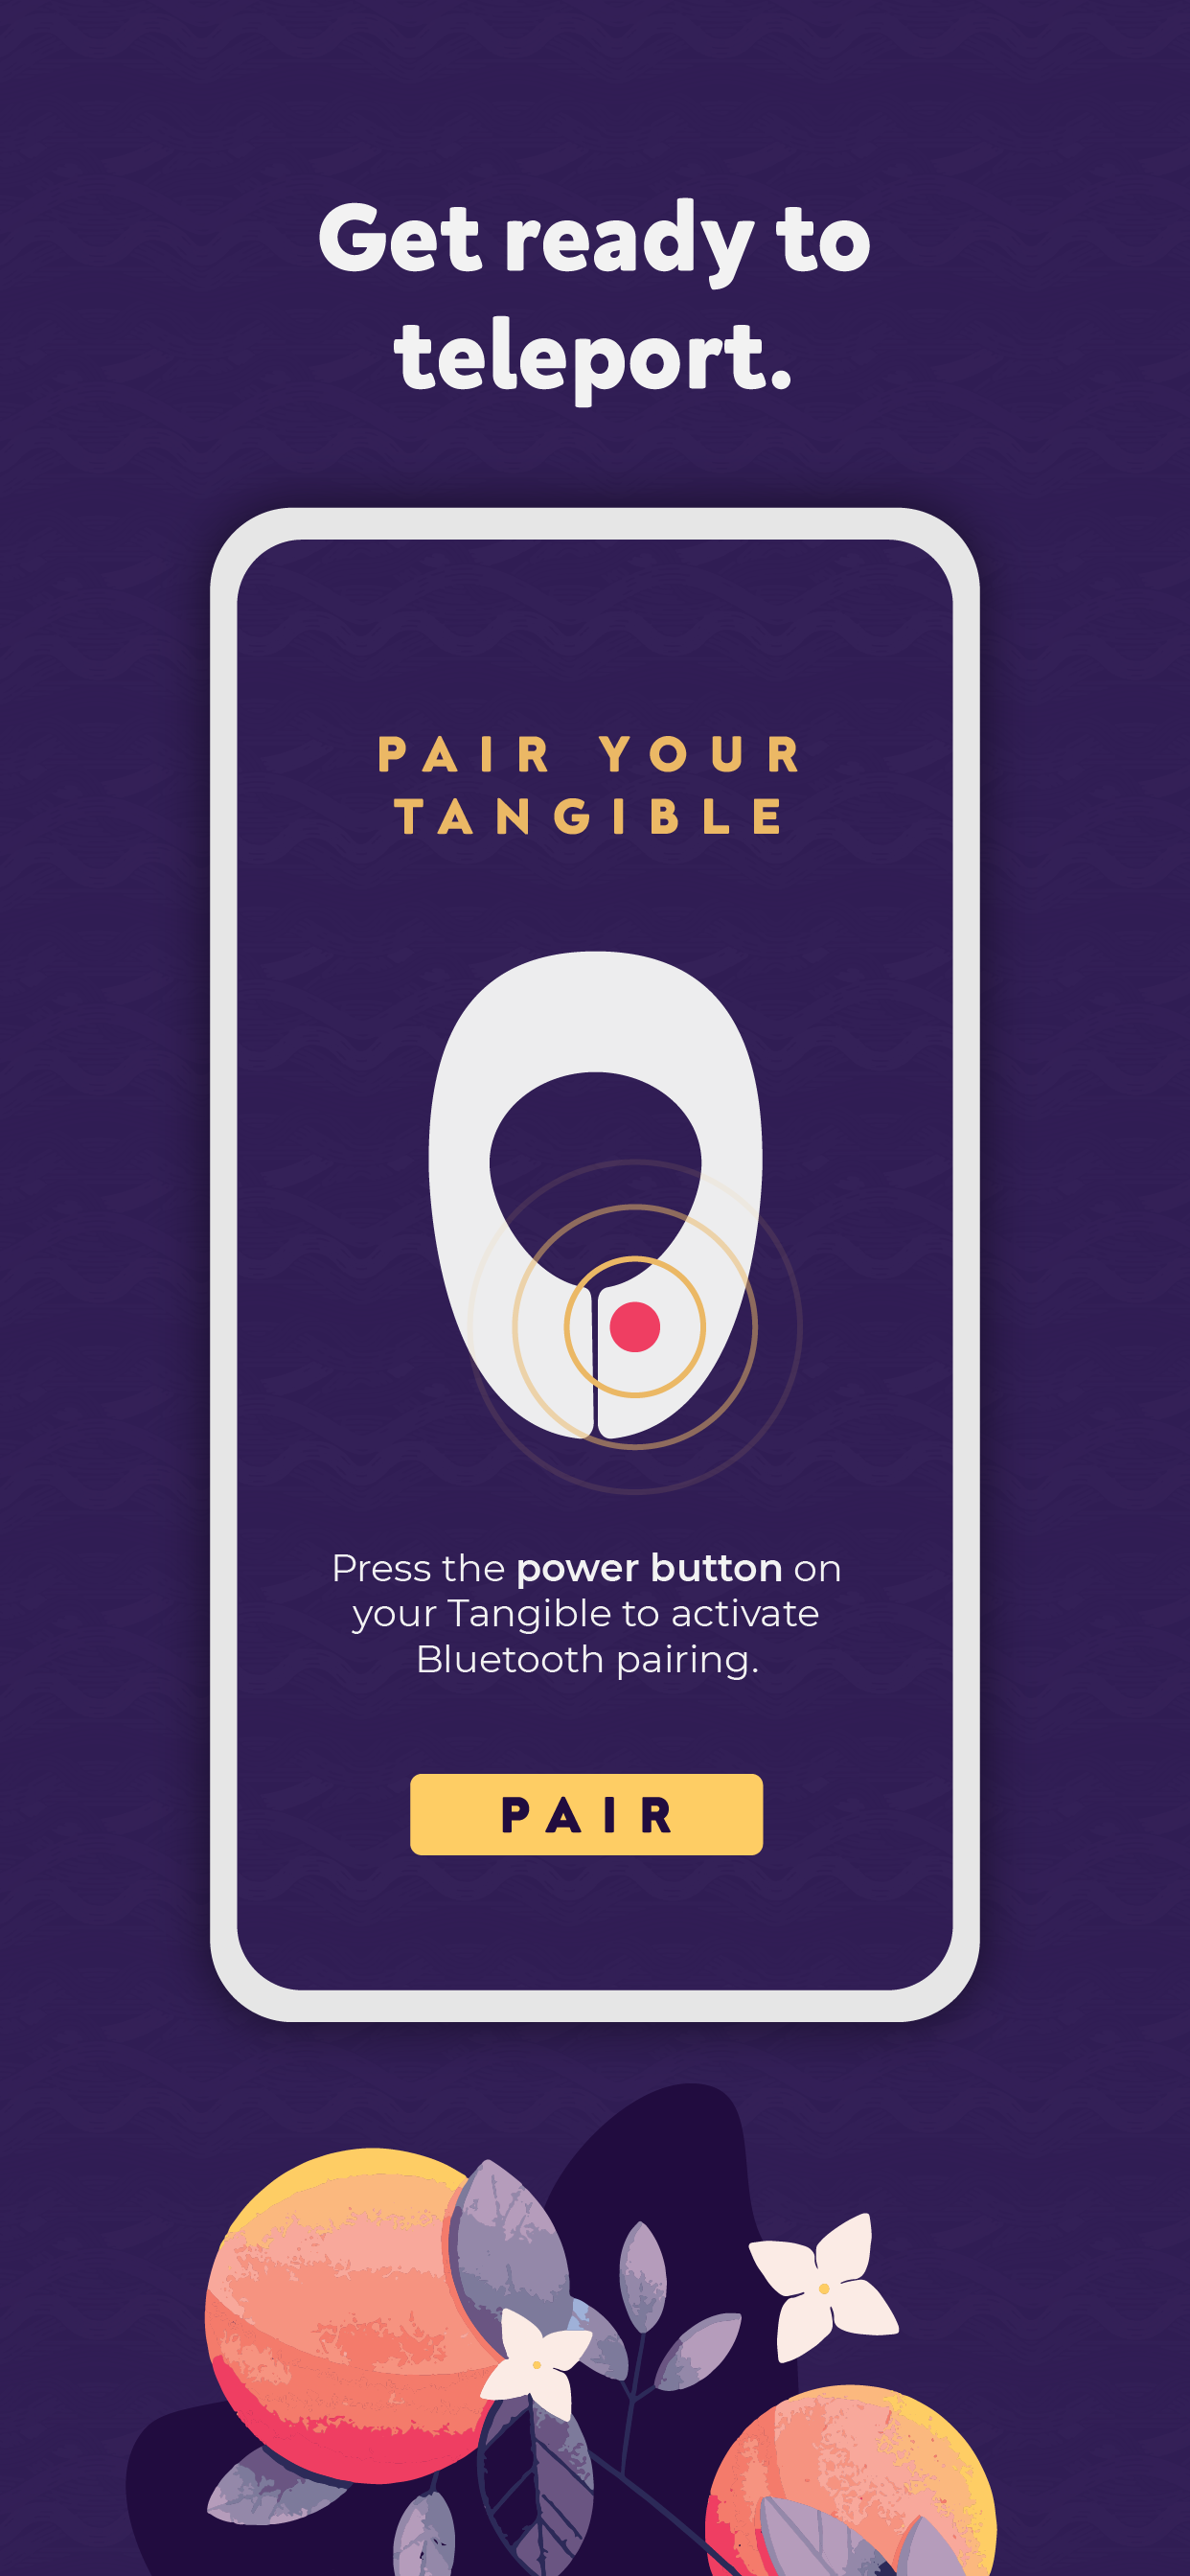 Get ready to
teleport.
PAIR YOUR
TANGIBLE
Press the power button on
your Tangible to activate
Bluetooth pairing.
PAIR